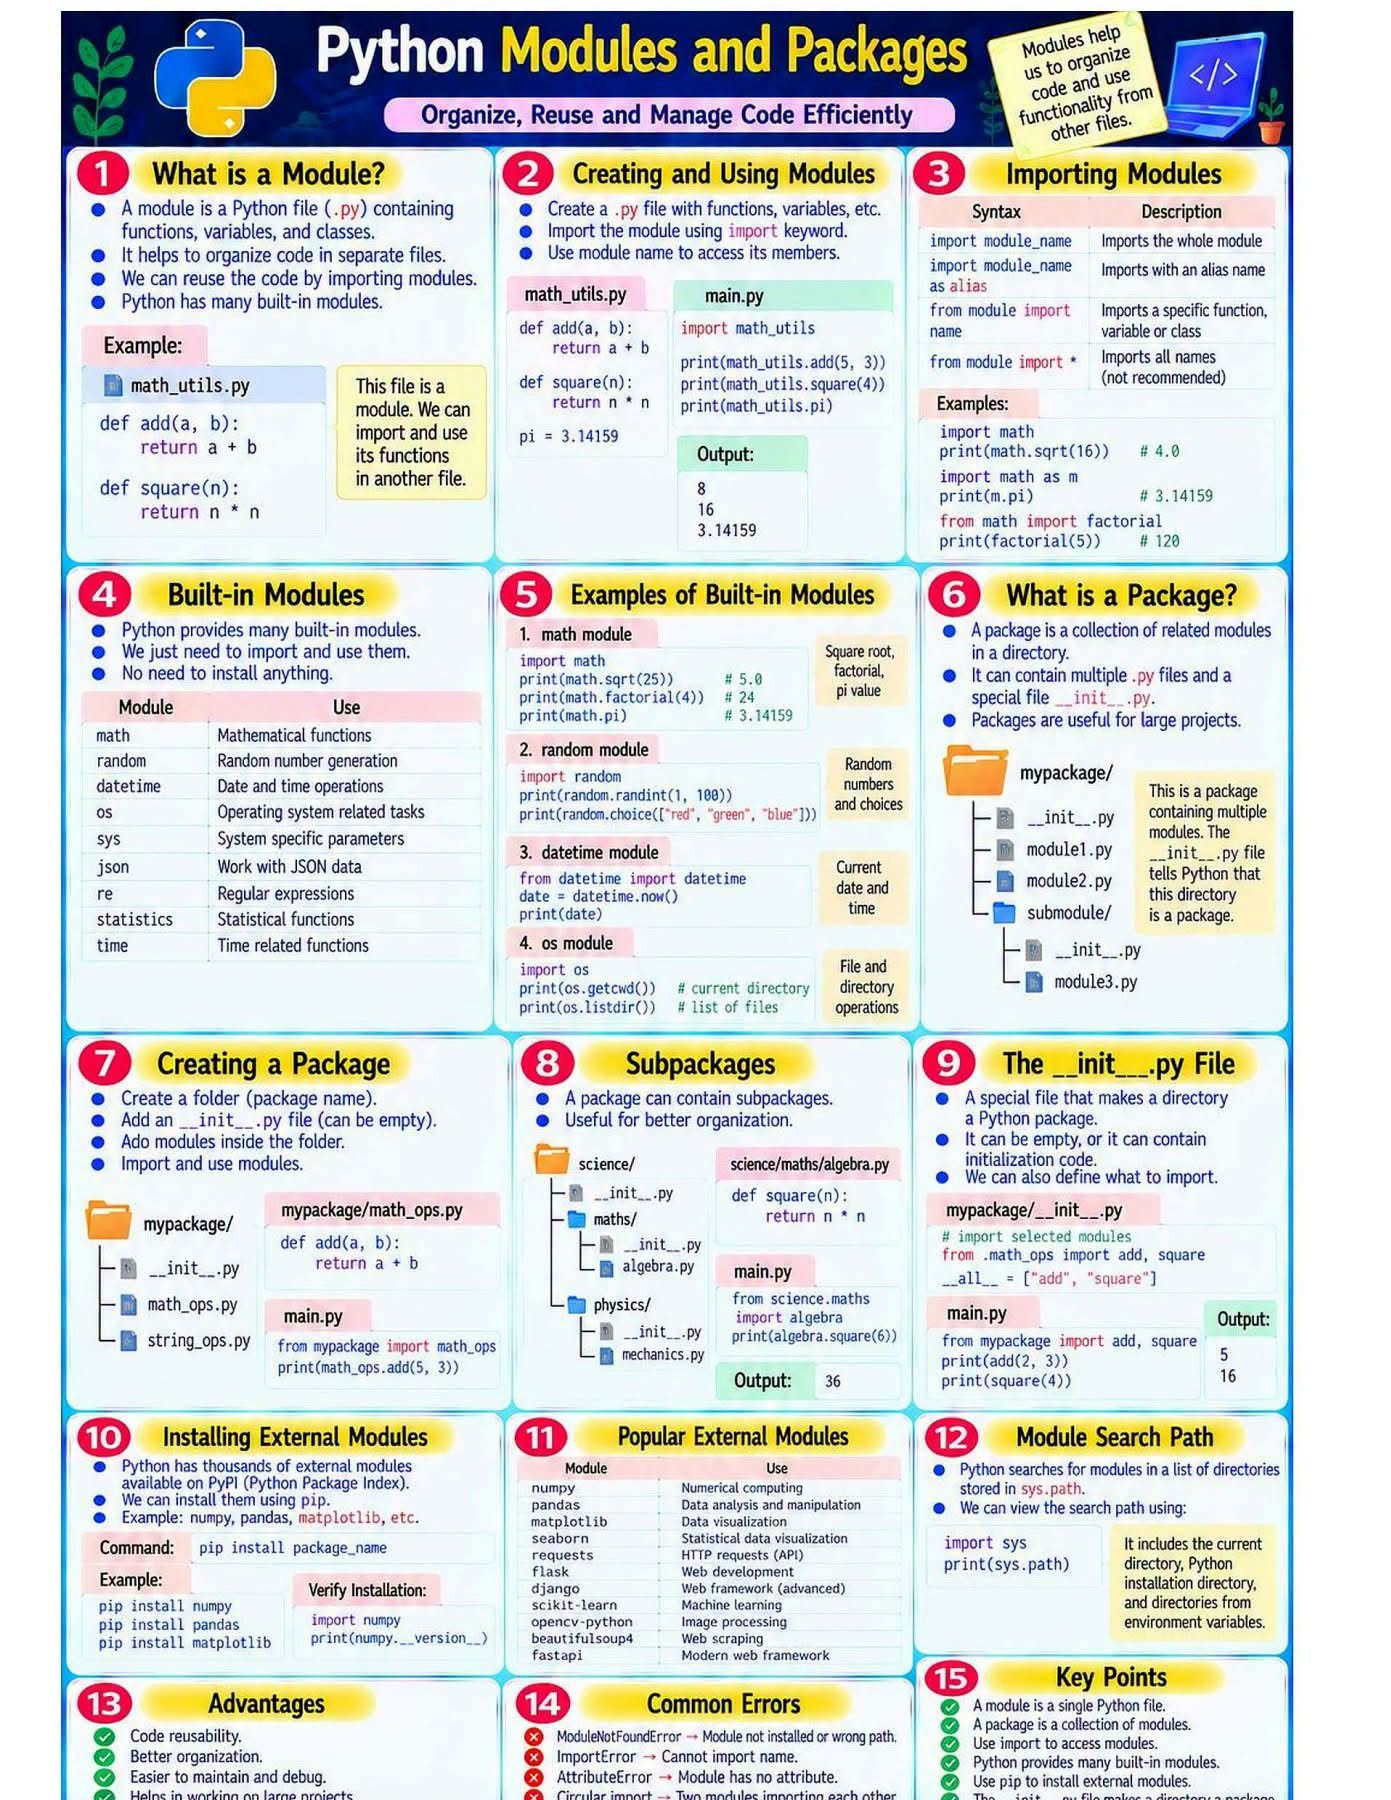 Python Modules and Packages
Organize, Reuse and Manage Code Efficiently
Modules help
us to organize
code and use
functionality from
other files.
</>
1 What is a Module?
A module is a Python file (.py) containing
functions, variables, and classes.
It helps to organize code in separate files.
We can reuse the code by importing modules.
Python has many built-in modules.
Example:
math_utils.py
def add(a, b):
return a + b
def square(n):
return n * n
This file is a
module. We can
import and use
its functions
in another file.
2 Creating and Using Modules
Create a .py file with functions, variables, etc.
Import the module using import keyword.
Use module name to access its members.
math_utils.py
def add(a, b):
return a + b
def square(n):
return n * n
pi = 3.14159
main.py
import math_utils
print(math_utils.add(5, 3))
print(math_utils.square(4))
print(math_utils.pi)
Output:
8
16
3.14159
3 Importing Modules
Syntax Description
import module_name Imports the whole module
import module_name
as alias
Imports with an alias name
from module import
name
Imports a specific function,
variable or class
from module import *
Imports all names
(not recommended)
Examples:
import math
print(math.sqrt(16)) # 4.0
import math as m
print(m.pi) # 3.14159
from math import factorial
print(factorial(5)) # 120
4 Built-in Modules
Python provides many built-in modules.
We just need to import and use them.
No need to install anything.
Module Use
math Mathematical functions
random Random number generation
datetime Date and time operations
os Operating system related tasks
sys System specific parameters
json Work with JSON data
re Regular expressions
statistics Statistical functions
time Time related functions
5 Examples of Built-in Modules
1. math module
import math
print(math.sqrt(25)) # 5.0
print(math.factorial(4)) # 24
print(math.pi) # 3.14159
Square root,
factorial,
pi value
2. random module
import random
print(random.randint(1, 100))
print(random.choice(["red", "green", "blue"]))
Random
numbers
and choices
3. datetime module
from datetime import datetime
date = datetime.now()
print(date)
Current
date and
time
4. os module
import os
print(os.getcwd()) # current directory
print(os.listdir()) # list of files
File and
directory
operations
6 What is a Package?
A package is a collection of related modules
in a directory.
It can contain multiple .py files and a
special file __init__.py.
Packages are useful for large projects.
mypackage/
__init__.py
module1.py
module2.py
submodule/
__init__.py
module3.py
This is a package
containing multiple
modules. The
__init__.py file
tells Python that
this directory
is a package.
7 Creating a Package
Create a folder (package name).
Add an __init__.py file (can be empty).
Ado modules inside the folder.
Import and use modules.
mypackage/
__init__.py
math_ops.py
string_ops.py
mypackage/math_ops.py
def add(a, b):
return a + b
main.py
from mypackage import math_ops
print(math_ops.add(5, 3))
8 Subpackages
A package can contain subpackages.
Useful for better organization.
science/
__init__.py
maths/
__init__.py
algebra.py
physics/
__init__.py
mechanics.py
science/maths/algebra.py
def square(n):
return n * n
main.py
from science.maths
import algebra
print(algebra.square(6))
Output: 36
9 The __init___.py File
A special file that makes a directory
a Python package.
It can be empty, or it can contain
initialization code.
We can also define what to import.
mypackage/__init__.py
# import selected modules
from .math_ops import add, square
__all__ = ["add", "square"]
main.py
from mypackage import add, square
print(add(2, 3))
print(square(4))
Output:
5
16
10 Installing External Modules
Python has thousands of external modules
available on PyPI (Python Package Index).
We can install them using pip.
Example: numpy, pandas, matplotlib, etc.
Command: pip install package_name
Example:
pip install numpy
pip install pandas
pip install matplotlib
Verify Installation:
import numpy
print(numpy.__version__)
11 Popular External Modules
Module Use
numpy Numerical computing
pandas Data analysis and manipulation
matplotlib Data visualization
seaborn Statistical data visualization
requests HTTP requests (API)
flask Web development
django Web framework (advanced)
scikit-learn Machine learning
opencv-python Image processing
beautifulsoup4 Web scraping
fastapi Modern web framework
12 Module Search Path
Python searches for modules in a list of directories
stored in sys.path.
We can view the search path using:
import sys
print(sys.path)
It includes the current
directory, Python
installation directory,
and directories from
environment variables.
13 Advantages
Code reusability.
Better organization.
Easier to maintain and debug.
Helps in working on large projects
14 Common Errors
ModuleNotFoundError → Module not installed or wrong path.
ImportError → Cannot import name.
AttributeError → Module has no attribute.
Circular import → Two modules importing each other
15 Key Points
A module is a single Python file.
A package is a collection of modules.
Use import to access modules.
Python provides many built-in modules.
Use pip to install external modules.
The __init__.py file makes a directory a package